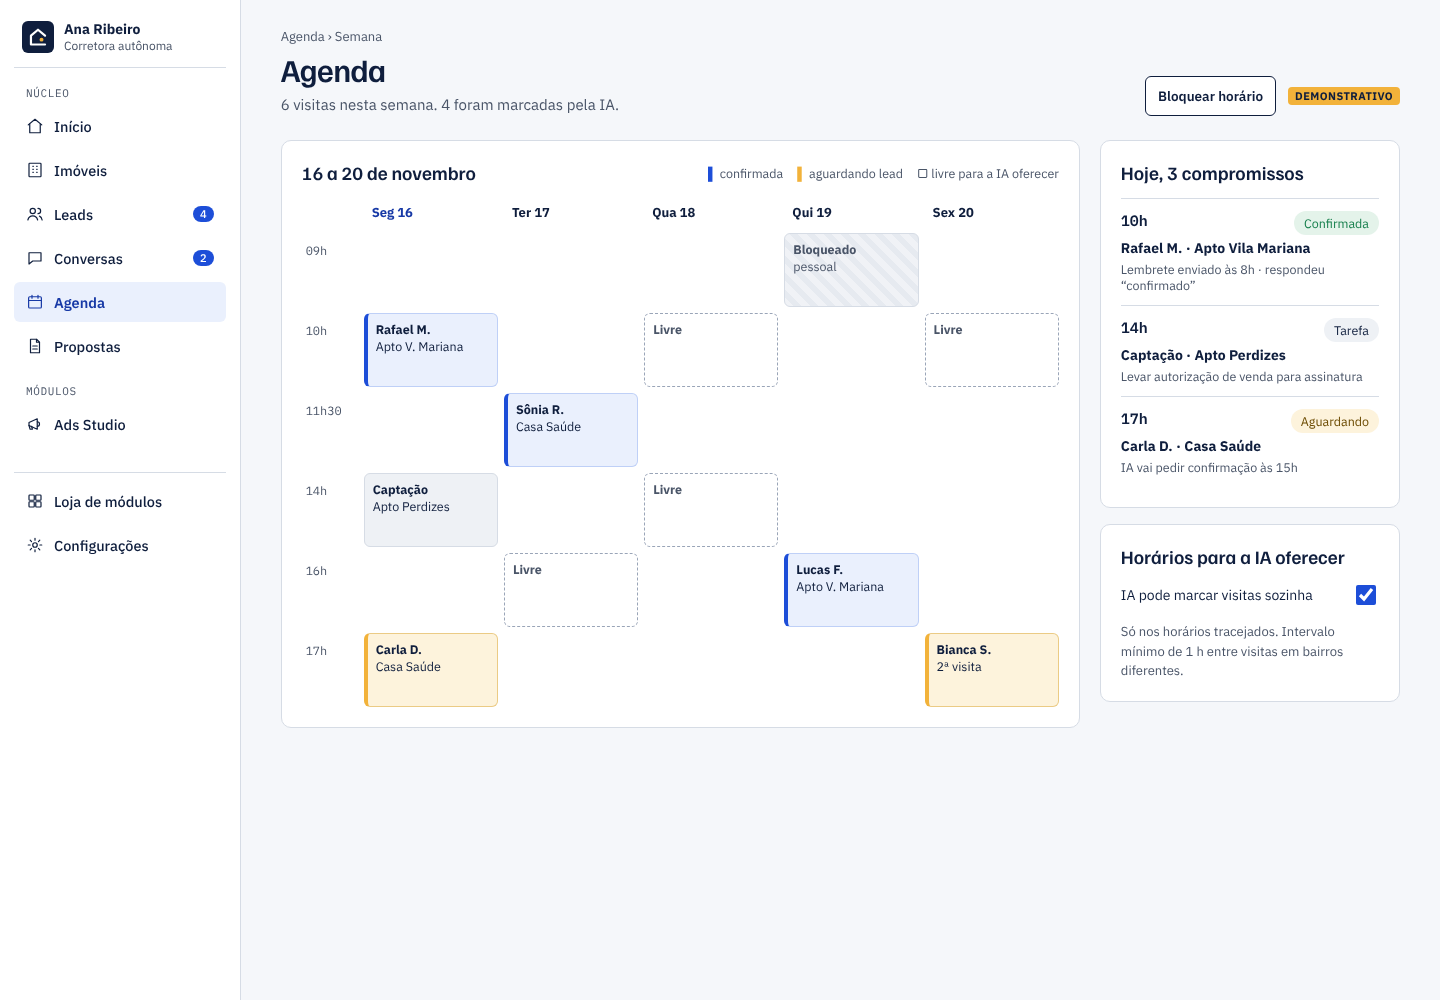 Ana Ribeiro
Corretora autônoma
NÚCLEO
Início
Imóveis
Leads 4
Conversas 2
Agenda
Propostas
MÓDULOS
Ads Studio
Loja de módulos
Configurações
Agenda › Semana
Agenda
6 visitas nesta semana. 4 foram marcadas pela IA.
Bloquear horário
DEMONSTRATIVO
16 a 20 de novembro
confirmada aguardando lead livre para a IA oferecer
Seg 16 Ter 17 Qua 18 Qui 19 Sex 20
09h
Bloqueado
pessoal
10h
Rafael M.
Apto V. Mariana
Livre
Livre
11h30
Sônia R.
Casa Saúde
14h
Captação
Apto Perdizes
Livre
16h
Livre
Lucas F.
Apto V. Mariana
17h
Carla D.
Casa Saúde
Bianca S.
2ª visita
Hoje, 3 compromissos
10h Confirmada
Rafael M. · Apto Vila Mariana
Lembrete enviado às 8h · respondeu
“confirmado”
14h Tarefa
Captação · Apto Perdizes
Levar autorização de venda para assinatura
17h Aguardando
Carla D. · Casa Saúde
IA vai pedir confirmação às 15h
Horários para a IA oferecer
IA pode marcar visitas sozinha
Só nos horários tracejados. Intervalo
mínimo de 1 h entre visitas em bairros
diferentes.